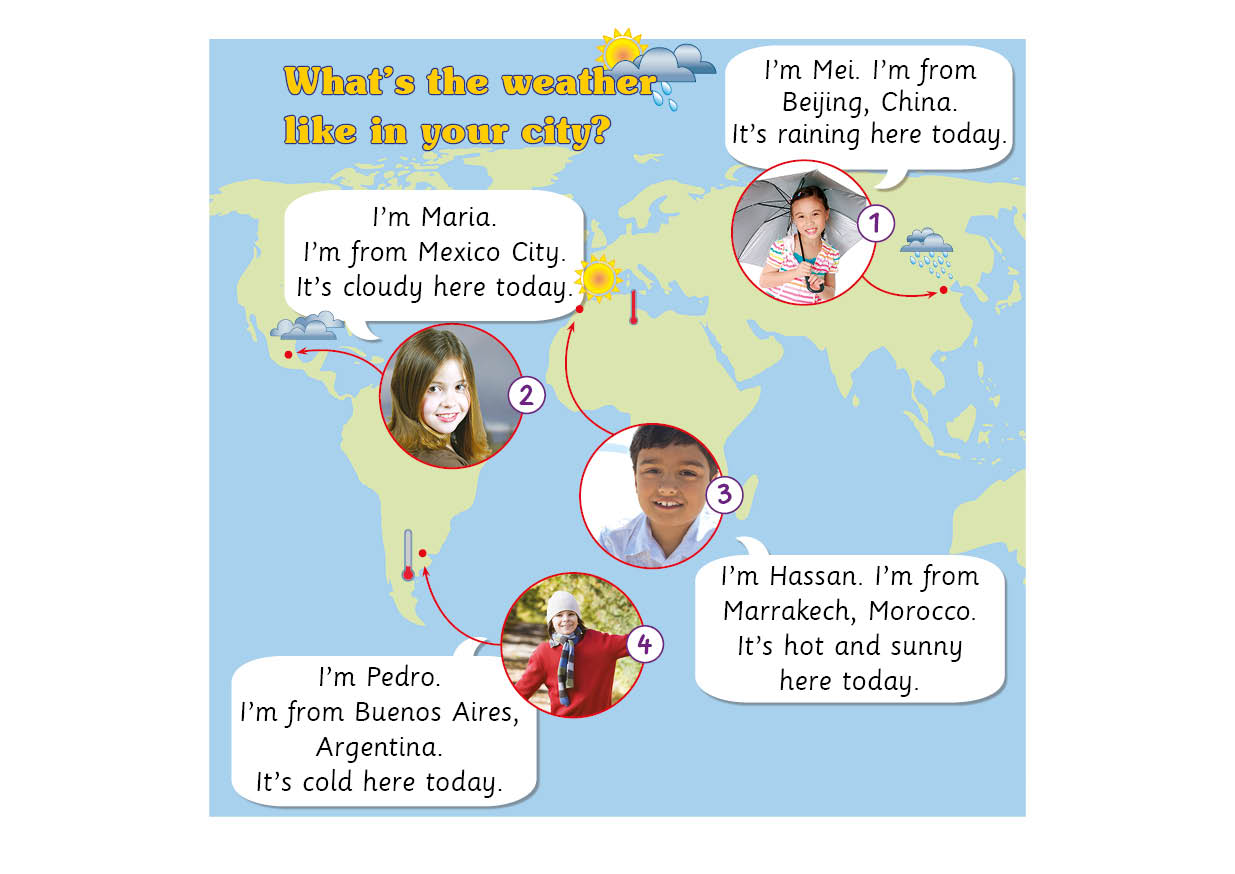 What's the weather
like in your city?
I'm Mei. I'm from
Beijing, China.
It's raining here today.
1
I'm Maria.
I'm from Mexico City.
It's cloudy here today.
2
3
I'm Hassan. I'm from
Marrakech, Morocco.
It's hot and sunny
here today.
4
I'm Pedro.
I'm from Buenos Aires,
Argentina.
It's cold here today.